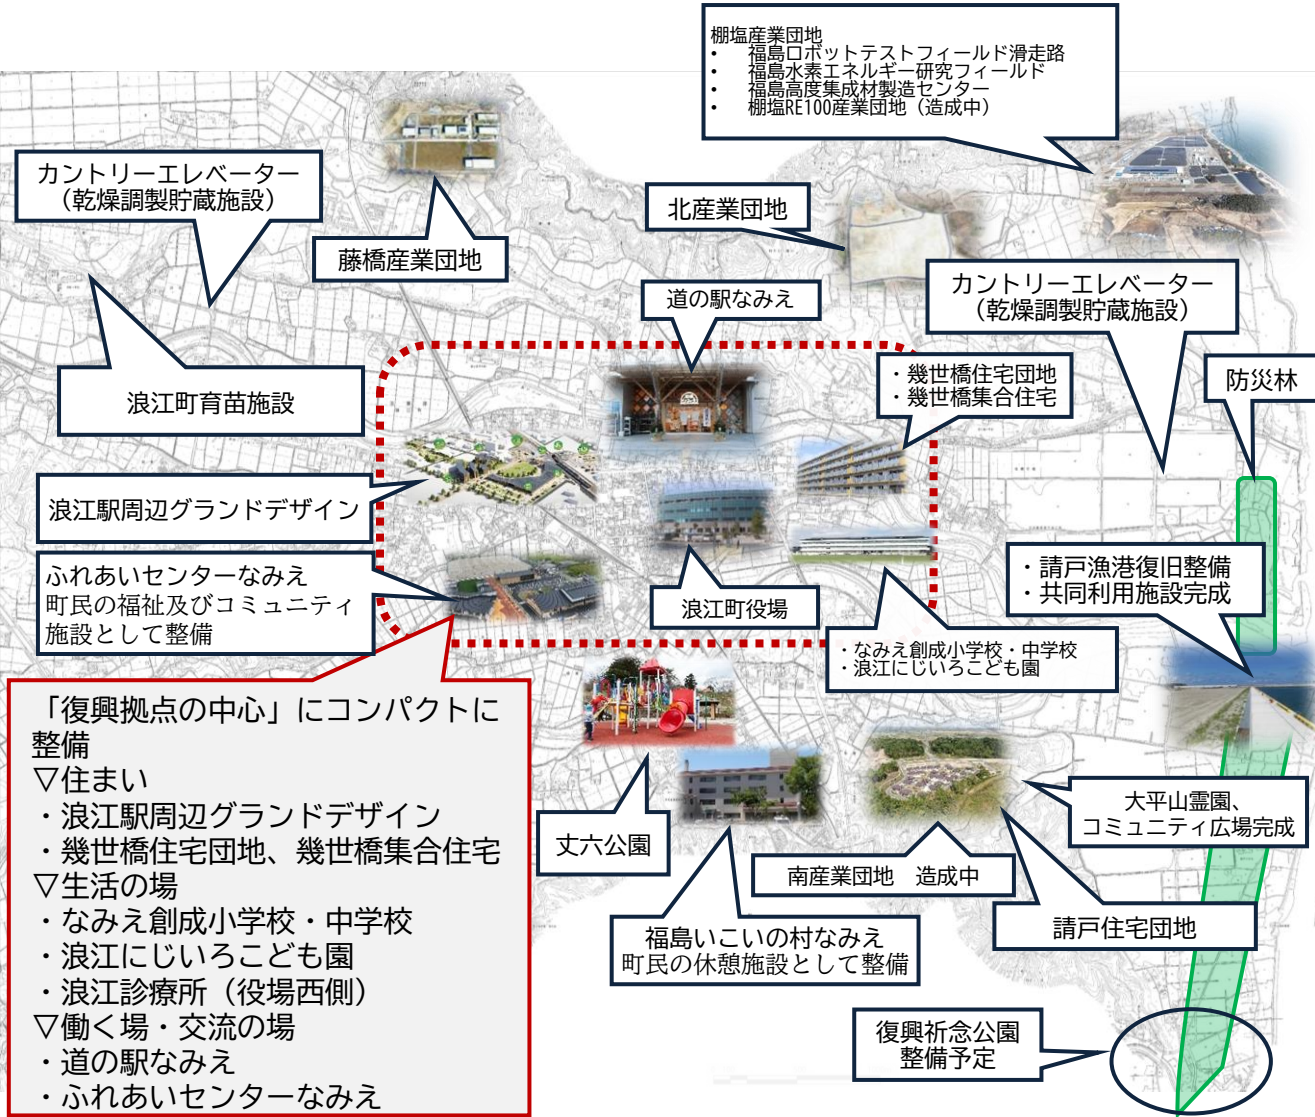 棚塩産業団地
• 福島ロボットテストフィールド滑走路
• 福島水素エネルギー研究フィールド
• 福島高度集成材製造センター
• 棚塩RE100産業団地（造成中）
カントリーエレベーター
（乾燥調製貯蔵施設）
藤橋産業団地
北産業団地
道の駅なみえ
カントリーエレベーター
（乾燥調製貯蔵施設）
・幾世橋住宅団地
・幾世橋集合住宅
防災林
浪江町育苗施設
浪江駅周辺グランドデザイン
ふれあいセンターなみえ
町民の福祉及びコミュニティ
施設として整備
浪江町役場
・請戸漁港復旧整備
・共同利用施設完成
・なみえ創成小学校・中学校
・浪江にじいろこども園
「復興拠点の中心」にコンパクトに
整備
▽住まい
・浪江駅周辺グランドデザイン
・幾世橋住宅団地、幾世橋集合住宅
▽生活の場
・なみえ創成小学校・中学校
・浪江にじいろこども園
・浪江診療所（役場西側）
▽働く場・交流の場
・道の駅なみえ
・ふれあいセンターなみえ
丈六公園
南産業団地　造成中
大平山霊園、
コミュニティ広場完成
請戸住宅団地
福島いこいの村なみえ
町民の休憩施設として整備
復興祈念公園
整備予定